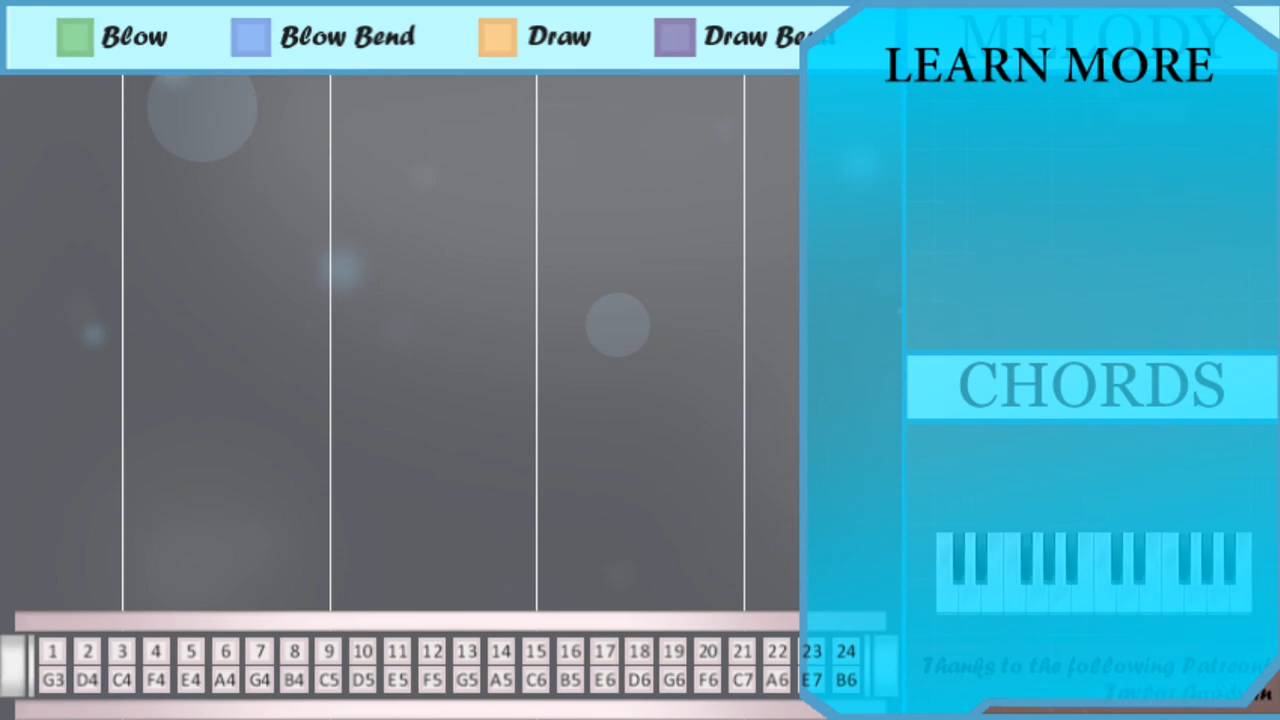 Blow Blow Bend Draw Draw Bend
MELODY
LEARN MORE
CHORDS
1 2 3 4 5 6 7 8 9 10 11 12 13 14 15 16 17 18 19 20 21 22 23 24
G3 D4 C4 F4 E4 A4 G4 B4 C5 D5 E5 F5 G5 A5 C6 B5 E6 D6 G6 F6 C7 A6 E7 B6
Thanks to the following Patreon